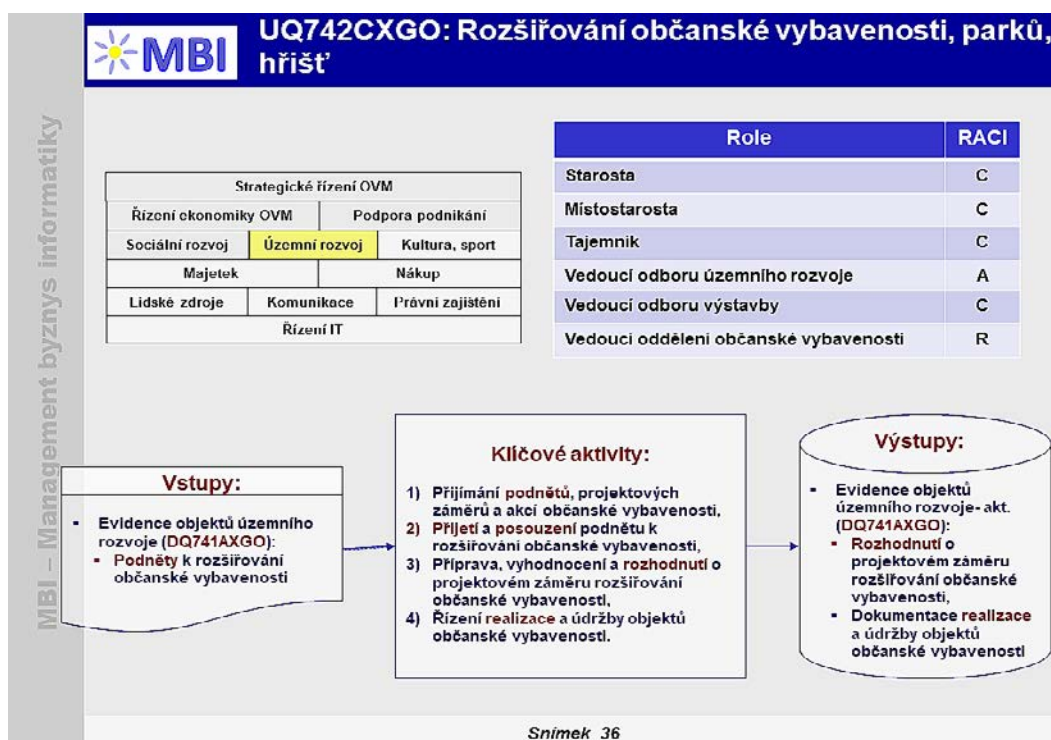 MBI
UQ742CXGO: Rozšiřování občanské vybavenosti, parků,
hřišť
MBI – Management byznys informatiky
Strategické řízení OVM
Řízení ekonomiky OVM
Podpora podnikání
Sociální rozvoj
Územní rozvoj
Kultura, sport
Majetek
Nákup
Lidské zdroje
Komunikace
Právní zajištění
Řízení IT
Role RACI
Starosta C
Místostarosta C
Tajemník C
Vedoucí odboru územního rozvoje A
Vedoucí odboru výstavby C
Vedoucí oddělení občanské vybavenosti R
Vstupy:
▪ Evidence objektů územního
rozvoje (DQ741AXGO):
▪ Podněty k rozšiřování
občanské vybavenosti
Klíčové aktivity:
1) Přijímání podnětů, projektových
záměrů a akcí občanské vybavenosti,
2) Přijetí a posouzení podnětu k
rozšiřování občanské vybavenosti,
3) Příprava, vyhodnocení a rozhodnutí o
projektovém záměru rozšiřování
občanské vybavenosti,
4) Řízení realizace a údržby objektů
občanské vybavenosti.
Výstupy:
▪ Evidence objektů
územního rozvoje- akt.
(DQ741AXGO):
▪ Rozhodnutí o
projektovém záměru
rozšiřování občanské
vybavenosti,
▪ Dokumentace realizace
a údržby objektů
občanské vybavenosti
Snímek 36